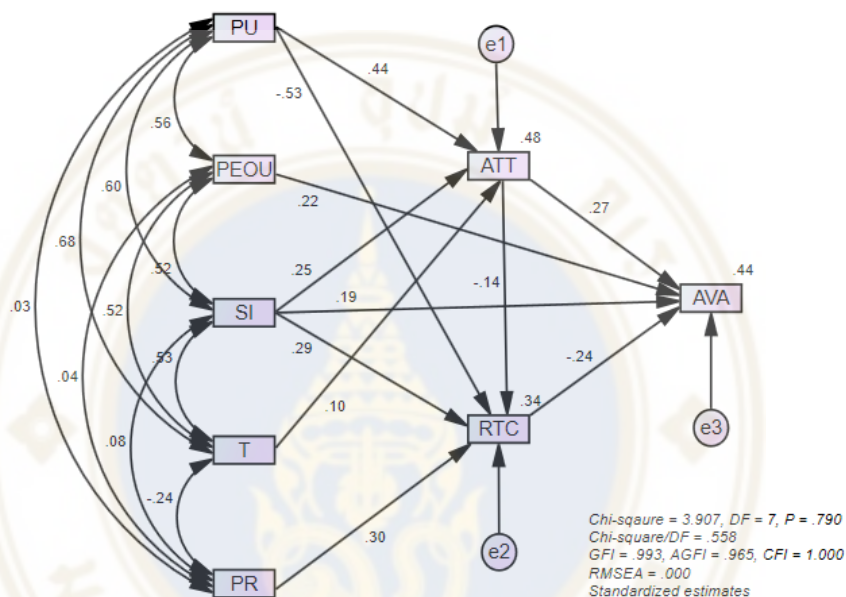 PU
e1
.44
-.53
.48
.56
ATT
PEOU
.22
.60
.27
.68
.52
.25
.44
-.14
AVA
.03
.52
.19
SI
.29
.53
-.24
.04
.34
.10
RTC
e3
.08
T
-.24
Chi-sqaure = 3.907, DF = 7, P = .790
Chi-square/DF = .558
.30
e2
GFI = .993, AGFI = .965, CFI = 1.000
RMSEA = .000
PR
Standardized estimates